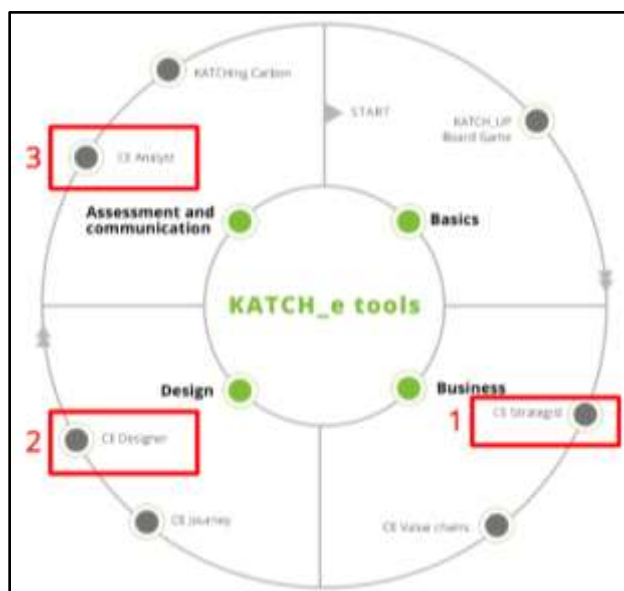 KATCHing Carbon
START
KATCH_UP
Board Game
3
CE Analyst
Assessment and
communication
Basics
KATCH_e tools
Design
Business
1
CE Strategist
2
CE Designer
CE Journey
CE Value chains